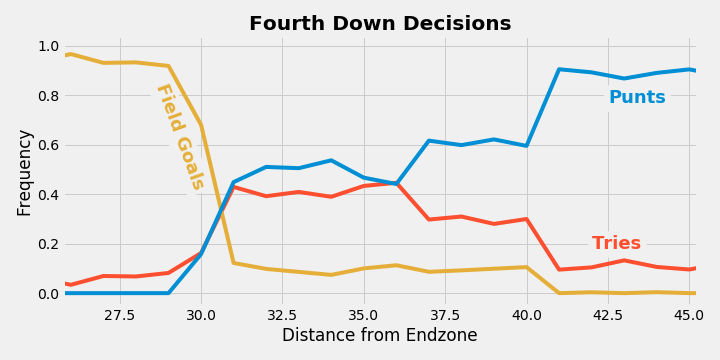 Fourth Down Decisions
1.0
0.8
0.6
0.4
0.2
0.0
Frequency
Field Goals
Punts
Tries
27.5 30.0 32.5 35.0 37.5 40.0 42.5 45.0
Distance from Endzone